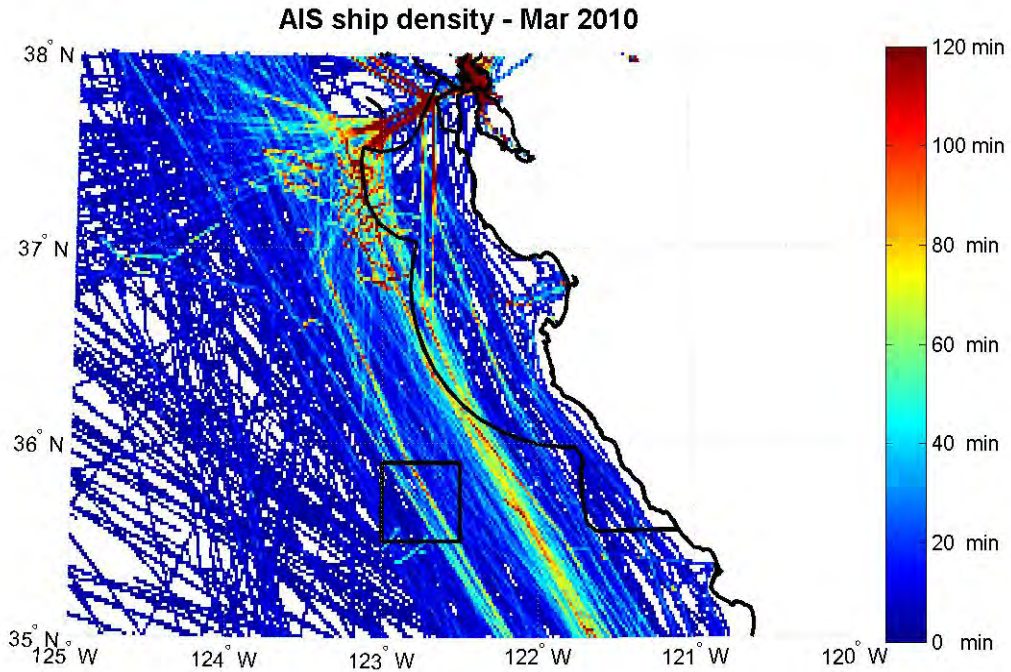 AIS ship density - Mar 2010
38° N
37° N
36° N
35° N
125° W
124° W
123° W
122° W
121° W
120° W
120 min
100 min
80 min
60 min
40 min
20 min
0 min